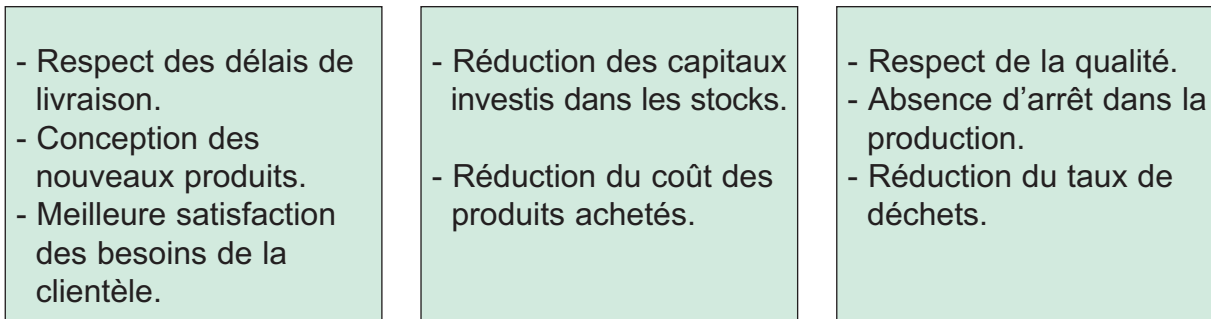 - Respect des délais de
livraison.
- Conception des
nouveaux produits.
- Meilleure satisfaction
des besoins de la
clientèle.
- Réduction des capitaux
investis dans les stocks.
- Réduction du coût des
produits achetés.
- Respect de la qualité.
- Absence d’arrêt dans la
production.
- Réduction du taux de
déchets.